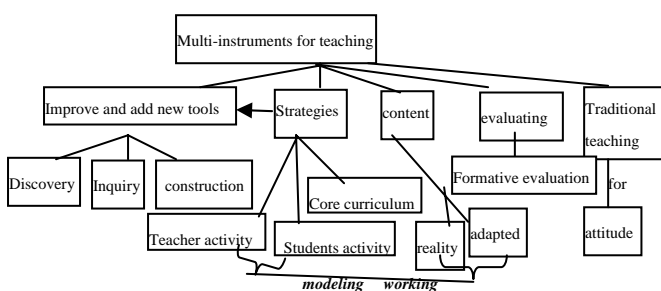 Multi-instruments for teaching
Improve and add new tools
Strategies
content
evaluating
Traditional
teaching
Discovery
Inquiry
construction
Core curriculum
Formative evaluation
for
Teacher activity
Students activity
reality
adapted
attitude
modeling working